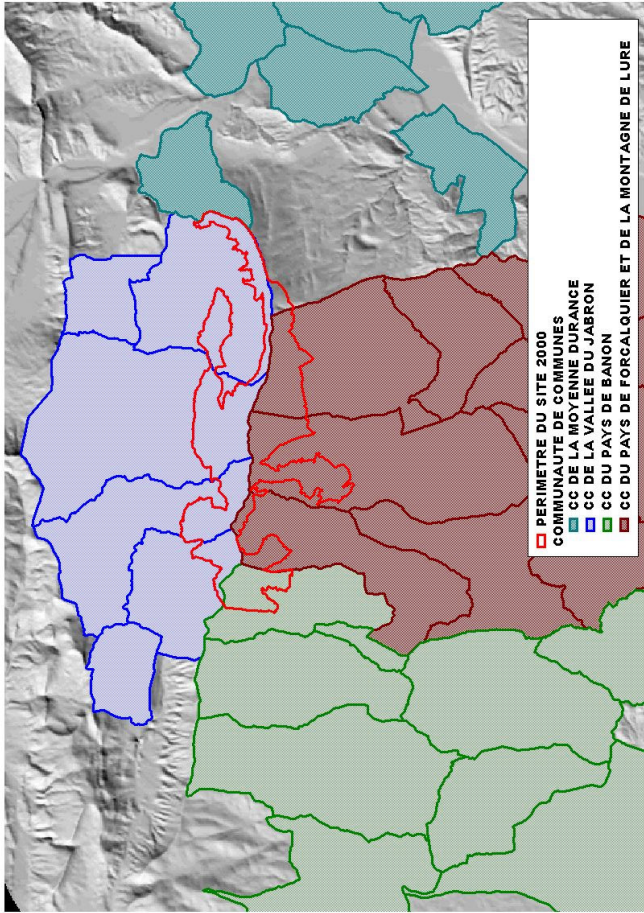 PERIMETRE DU SITE 2000
COMMUNAUTE DE COMMUNES
CC DE LA MOYENNE DURANCE
CC DE LA VALLEE DU JABRON
CC DU PAYS DE BANON
CC DU PAYS DE FORCALQUIER ET DE LA MONTAGNE DE LURE